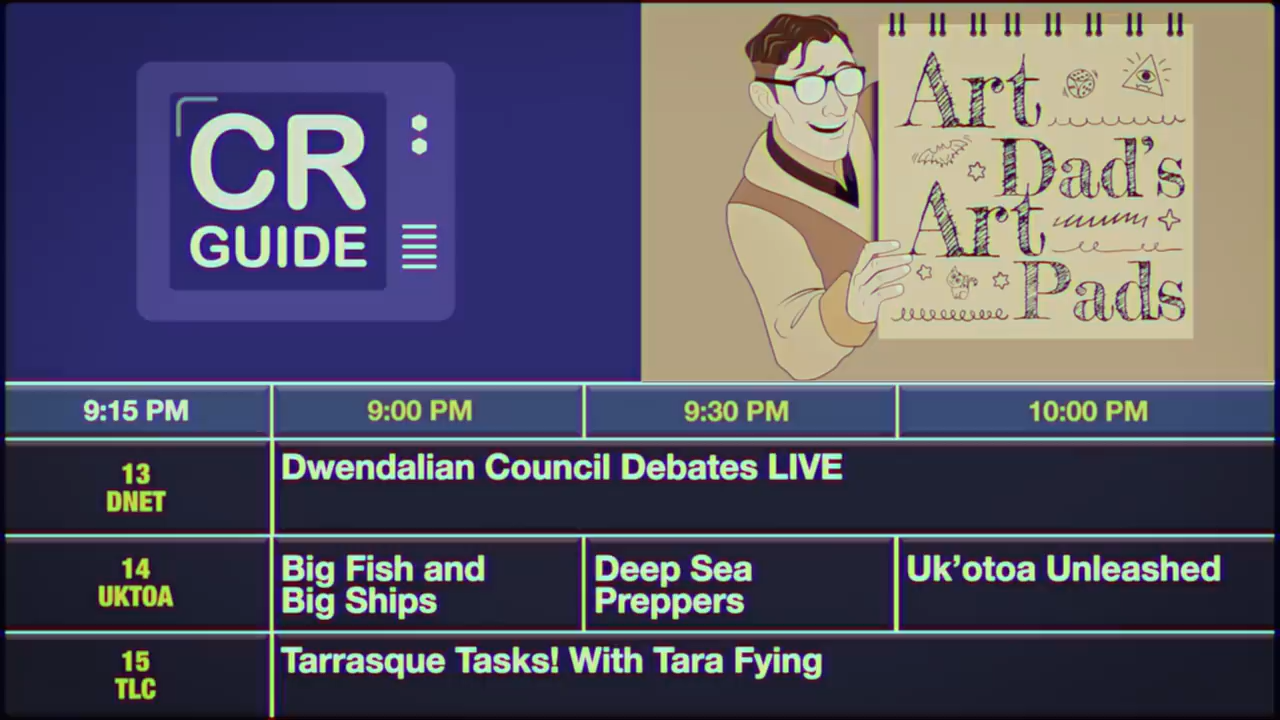 CR
GUIDE
Art
Dad's
Art
Pads
9:15 PM
9:00 PM
9:30 PM
10:00 PM
13
DNET
Dwendalian Council Debates LIVE
14
UKTOA
Big Fish and
Big Ships
Deep Sea
Preppers
Uk’otoa Unleashed
15
TLC
Tarrasque Tasks! With Tara Fying